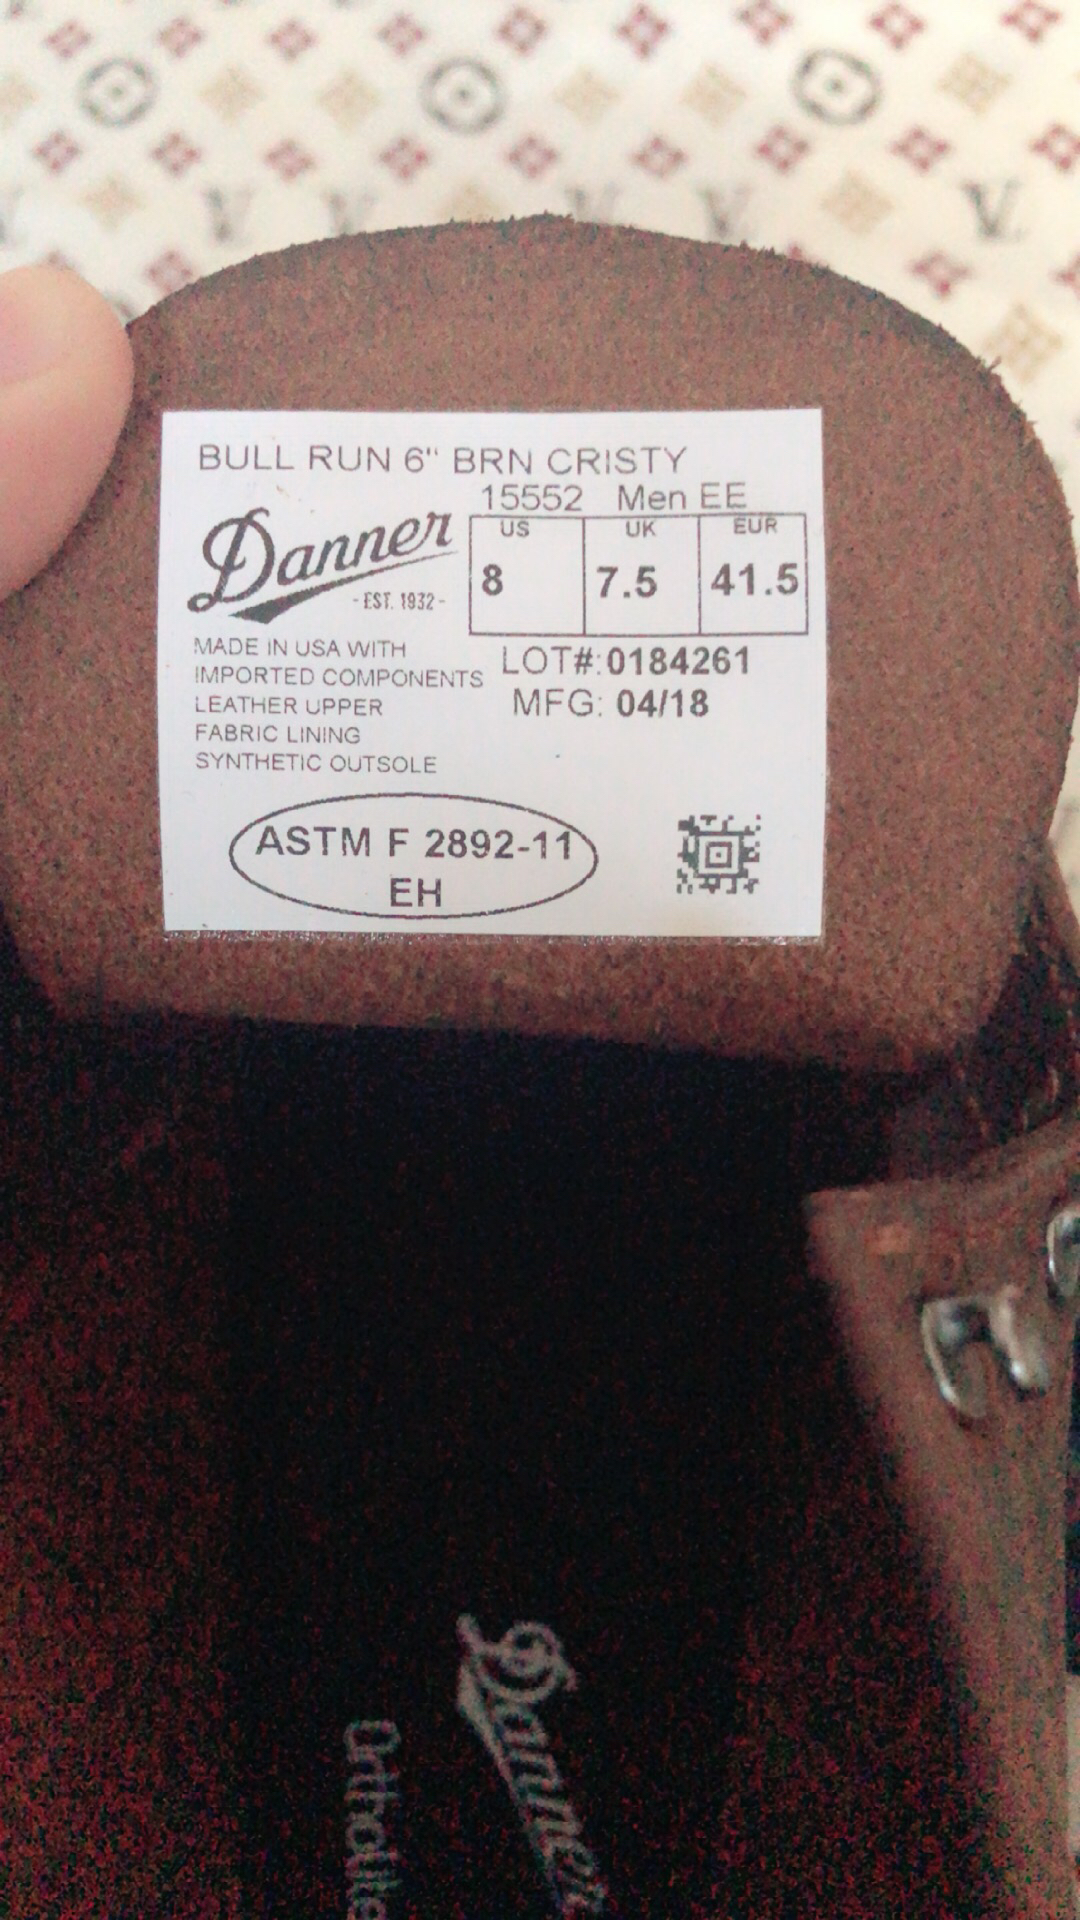 BULL RUN 6" BRN CRISTY
15552 Men EE
Danner
- EST. 1932 -
US UK EUR
8 7.5 41.5
MADE IN USA WITH
IMPORTED COMPONENTS
LEATHER UPPER
FABRIC LINING
SYNTHETIC OUTSOLE
LOT#:0184261
MFG: 04/18
ASTM F 2892-11
EH
Danner